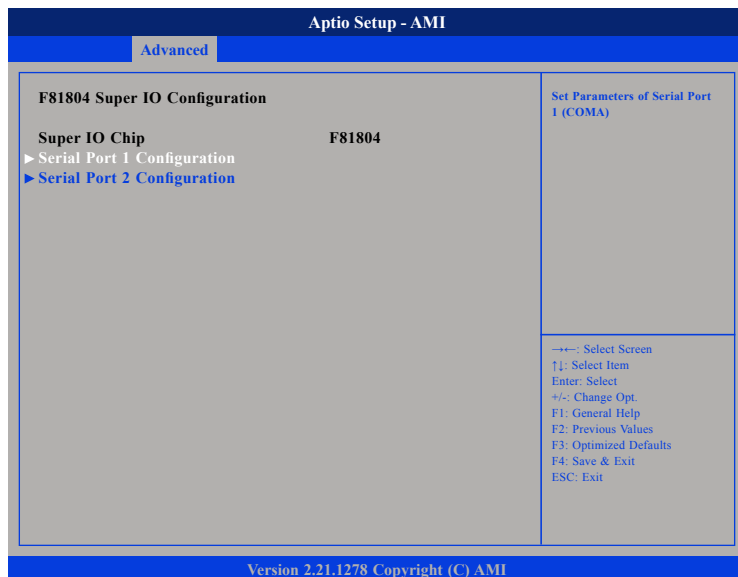 Aptio Setup - AMI
Advanced
F81804 Super IO Configuration
Super IO Chip F81804
►Serial Port 1 Configuration
►Serial Port 2 Configuration
Set Parameters of Serial Port
1 (COMA)
→←: Select Screen
↑↓: Select Item
Enter: Select
+/-: Change Opt.
F1: General Help
F2: Previous Values
F3: Optimized Defaults
F4: Save & Exit
ESC: Exit
Version 2.21.1278 Copyright (C) AMI